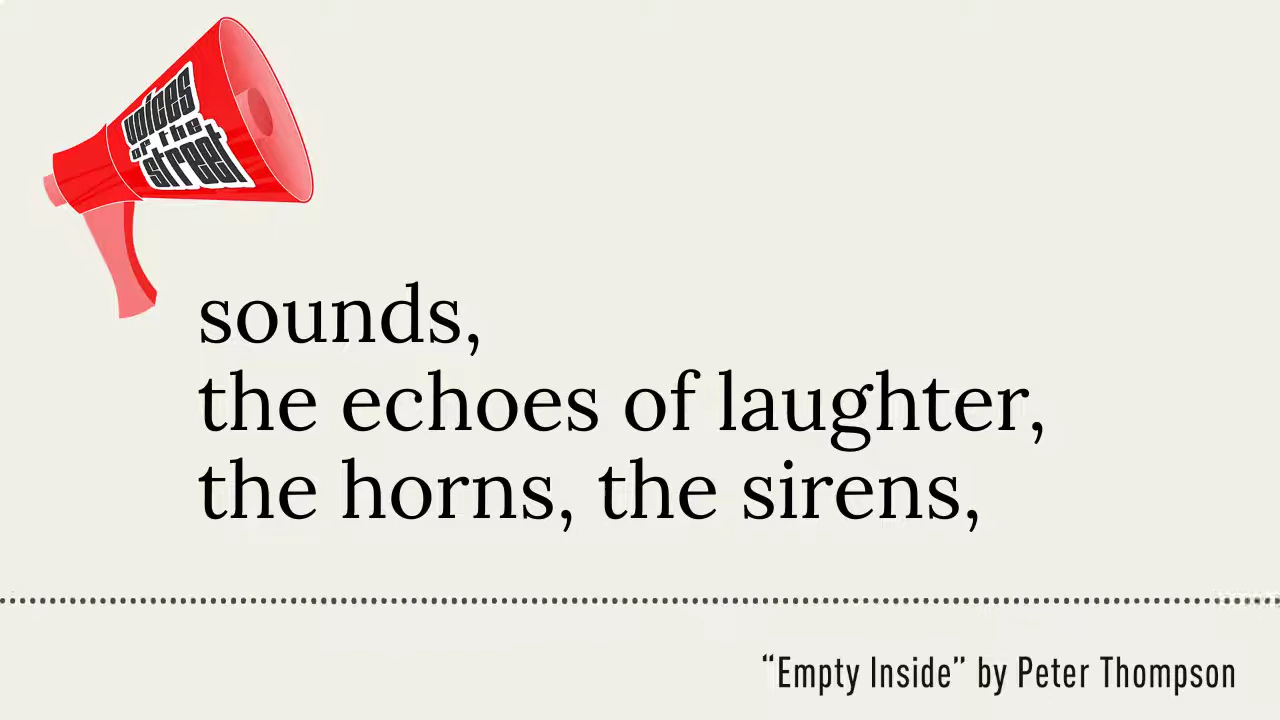 voices
of the
street
sounds,
the echoes of laughter,
the horns, the sirens,
“Empty Inside” by Peter Thompson